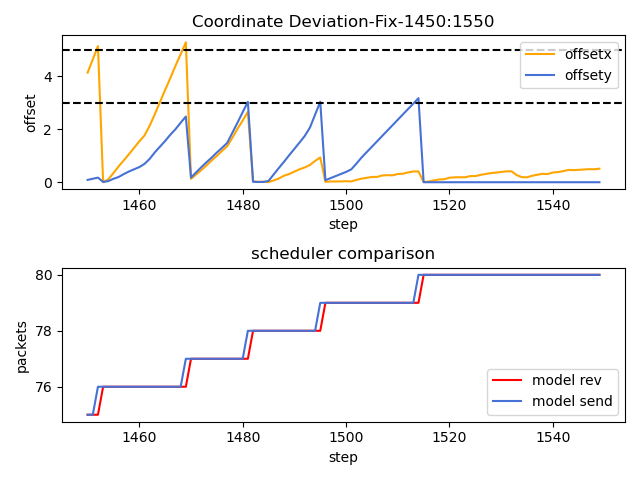 Coordinate Deviation-Fix-1450:1550
offset
4
2
0
offsetx
offsety
1460 1480 1500 1520 1540
step
scheduler comparison
packets
80
78
76
model rev
model send
1460 1480 1500 1520 1540
step